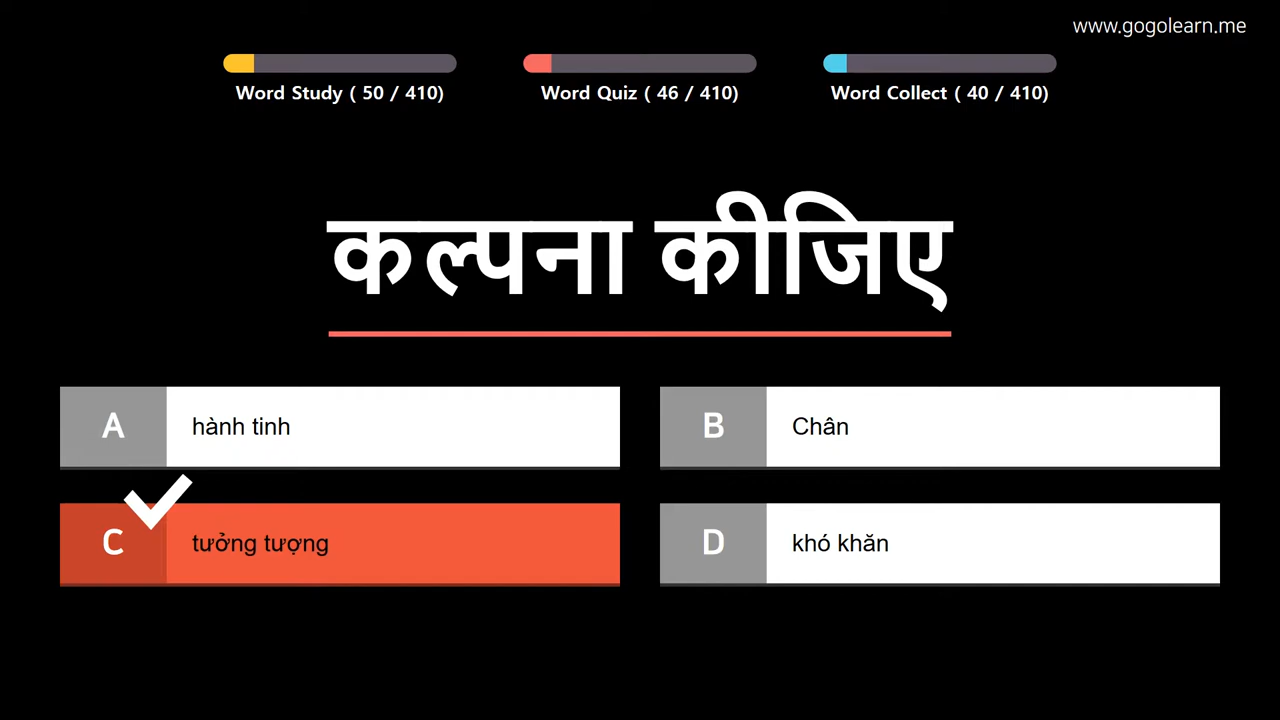 www.gogolearn.me
Word Study ( 50 / 410)
Word Quiz ( 46 / 410)
Word Collect ( 40 / 410)
कल्पना कीजिए
A
hành tinh
B
Chân
C
tưởng tượng
D
khó khăn